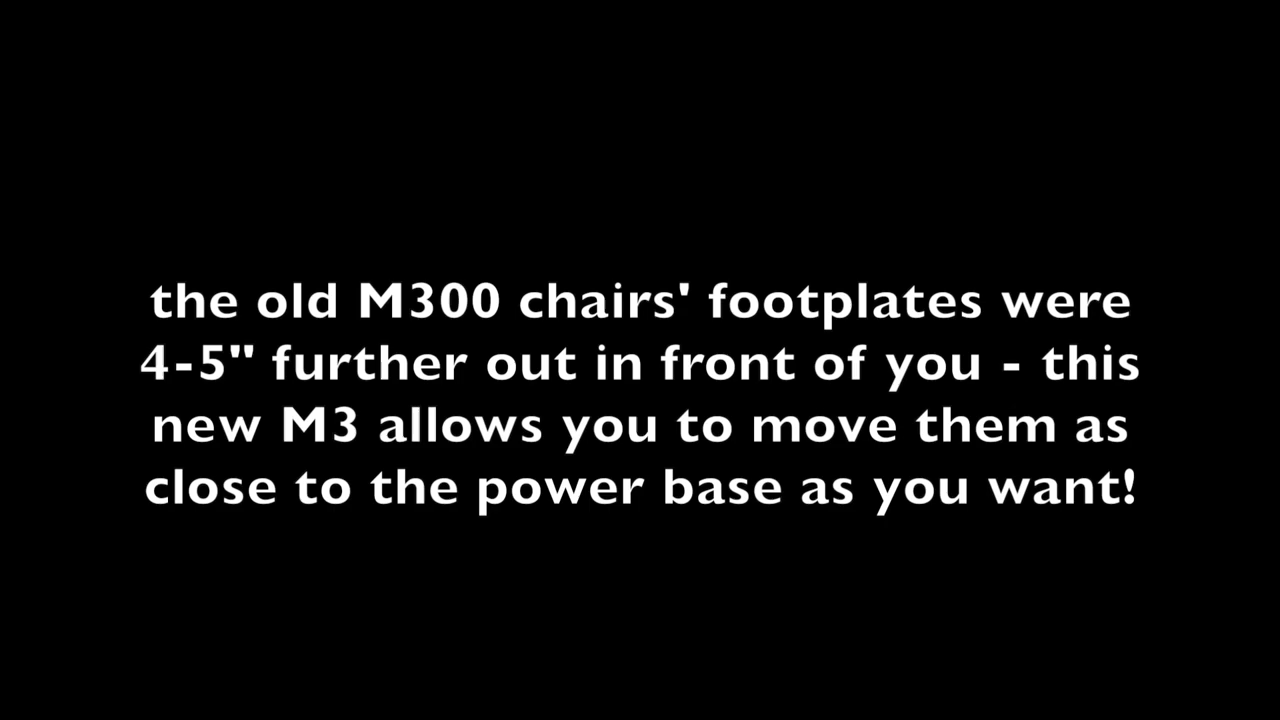 the old M300 chairs' footplates were
4-5" further out in front of you - this
new M3 allows you to move them as
close to the power base as you want!